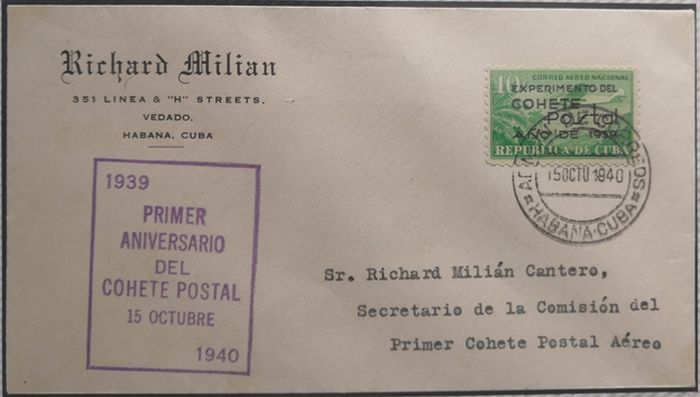 Richard Milian
351 LINEA & "H" STREETS.
VEDADO.
HABANA, CUBA
10 CORREO AEREO NACIONAL
EXPERIMENTO DEL
COHETE
Postal
AÑO DE 1939
REPUBLICA DE CUBA
15 OCTU 1940
HABANA-CUBA
1939
PRIMER
ANIVERSARIO
DEL
COHETE POSTAL
15 OCTUBRE
1940
Sr. Richard Milián Cantero,
Secretario de la Comisión del
Primer Cohete Postal Aéreo